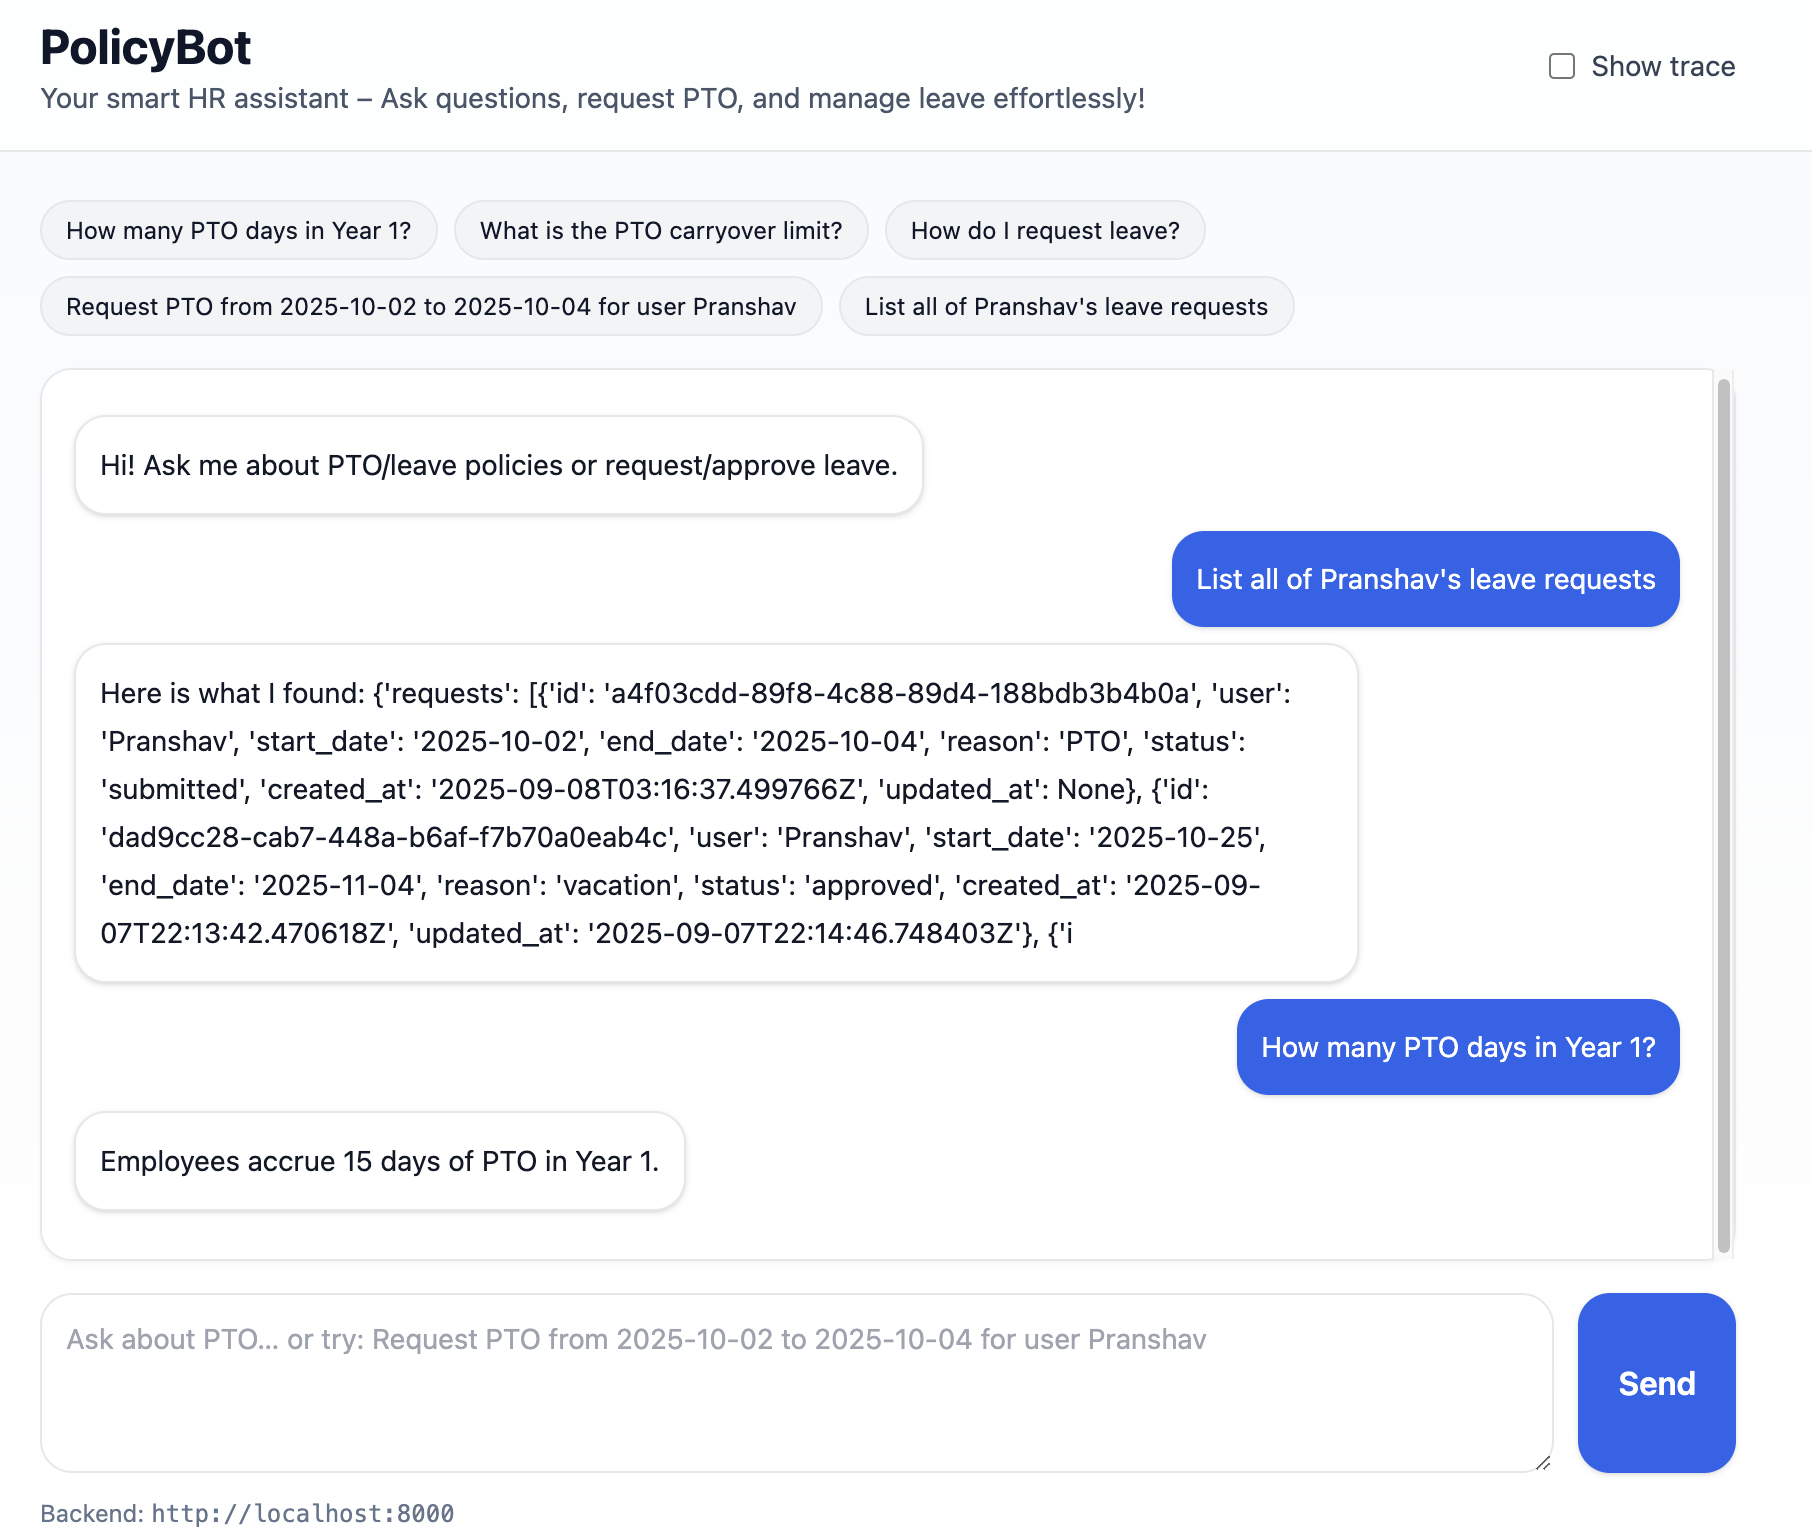 PolicyBot
Show trace
Your smart HR assistant – Ask questions, request PTO, and manage leave effortlessly!
How many PTO days in Year 1?
What is the PTO carryover limit?
How do I request leave?
Request PTO from 2025-10-02 to 2025-10-04 for user Pranshav
List all of Pranshav's leave requests
Hi! Ask me about PTO/leave policies or request/approve leave.
List all of Pranshav's leave requests
Here is what I found: {'requests': [{'id': 'a4f03cdd-89f8-4c88-89d4-188bdb3b4b0a', 'user':
'Pranshav', 'start_date': '2025-10-02', 'end_date': '2025-10-04', 'reason': 'PTO', 'status':
'submitted', 'created_at': '2025-09-08T03:16:37.499766Z', 'updated_at': None}, {'id':
'dad9cc28-cab7-448a-b6af-f7b70a0eab4c', 'user': 'Pranshav', 'start_date': '2025-10-25',
'end_date': '2025-11-04', 'reason': 'vacation', 'status': 'approved', 'created_at': '2025-09-
07T22:13:42.470618Z', 'updated_at': '2025-09-07T22:14:46.748403Z'}, {'i
How many PTO days in Year 1?
Employees accrue 15 days of PTO in Year 1.
Ask about PTO... or try: Request PTO from 2025-10-02 to 2025-10-04 for user Pranshav
Send
Backend: http://localhost:8000